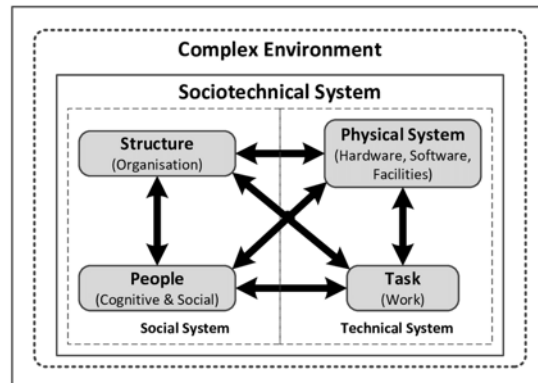 Complex Environment
Sociotechnical System
Structure
(Organisation)
Physical System
(Hardware, Software,
Facilities)
People
(Cognitive & Social)
Task
(Work)
Social System
Technical System